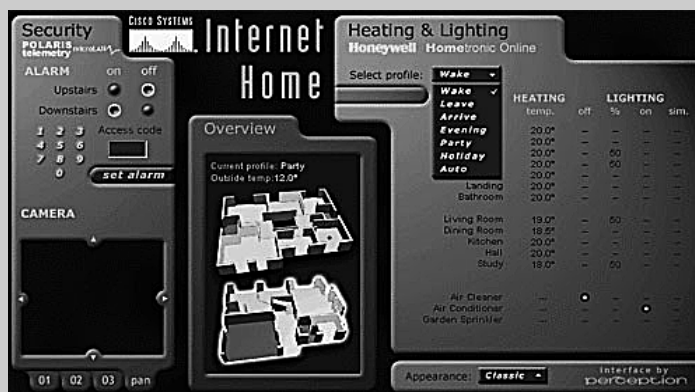 Security
POLARIS
telemetry microLAN
ALARM on off
Upstairs
Downstairs
1 2 3 Access code
4 5 6
7 8 9
0 set alarm
CAMERA
01 02 03 pan
CISCO SYSTEMS
Internet
Home
Overview
Current profile: Party
Outside temp:12.0°
Heating & Lighting
Honeywell Hometronic Online
Select profile: Wake
Wake
Leave
Arrive
Evening
Party
Holiday
Auto
HEATING LIGHTING
temp. off % on sim.
20.0° – – – –
20.0° – – – –
20.0° – 50 – –
20.0° – 50 – –
20.0° – – – –
Landing 20.0° – – – –
Bathroom 20.0° – – – –
Living Room 19.0° – 50 – –
Dining Room 18.5° – – – –
Kitchen 20.0° – – – –
Hall 20.0° – – – –
Study 18.0° – 50 – –
Air Cleaner – – – –
Air Conditioner – – – –
Garden Sprinkler – – – – –
Appearance: Classic
interface by
perception